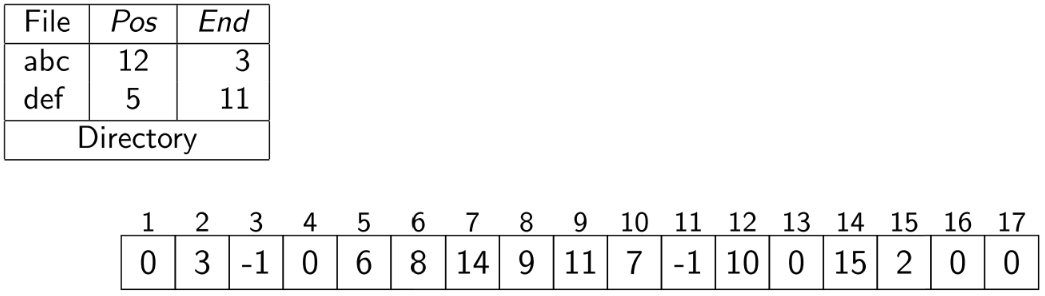 File Pos End
abc 12 3
def 5 11
Directory
1 2 3 4 5 6 7 8 9 10 11 12 13 14 15 16 17
0 3 -1 0 6 8 14 9 11 7 -1 10 0 15 2 0 0